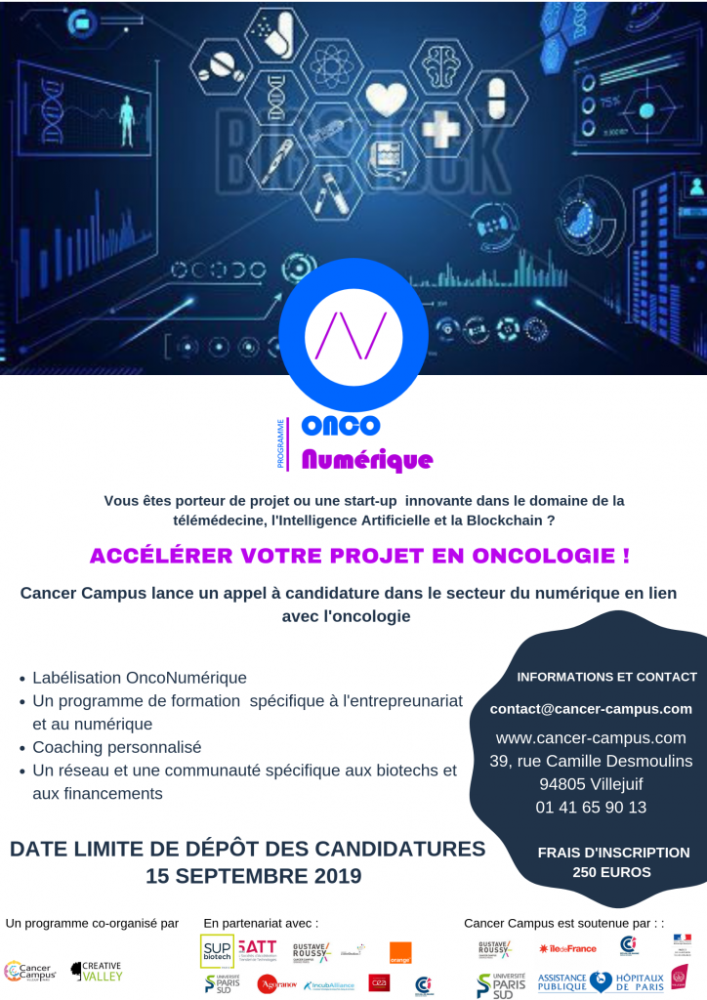 BIGSTOCK
75%
PROGRAMME
ONCO
Numérique
Vous êtes porteur de projet ou une start-up innovante dans le domaine de la
télémédecine, l'Intelligence Artificielle et la Blockchain ?
ACCÉLÉRER VOTRE PROJET EN ONCOLOGIE !
Cancer Campus lance un appel à candidature dans le secteur du numérique en lien
avec l'oncologie
• Labélisation OncoNumérique
• Un programme de formation spécifique à l'entrepreunariat
et au numérique
• Coaching personnalisé
• Un réseau et une communauté spécifique aux biotechs et
aux financements
INFORMATIONS ET CONTACT
contact@cancer-campus.com
www.cancer-campus.com
39, rue Camille Desmoulins
94805 Villejuif
01 41 65 90 13
FRAIS D'INSCRIPTION
250 EUROS
DATE LIMITE DE DÉPÔT DES CANDIDATURES
15 SEPTEMBRE 2019
Un programme co-organisé par
Cancer
Campus
CREATIVE
VALLEY
En partenariat avec :
SUP
biotech
SATT
GUSTAVE
ROUSSY
orange
UNIVERSITÉ
PARIS
SUD
Agoranov
IncubAlliance
cea
Cancer Campus est soutenue par : :
GUSTAVE
ROUSSY
îledeFrance
UNIVERSITÉ
PARIS
SUD
ASSISTANCE
PUBLIQUE
HÔPITAUX
DE PARIS